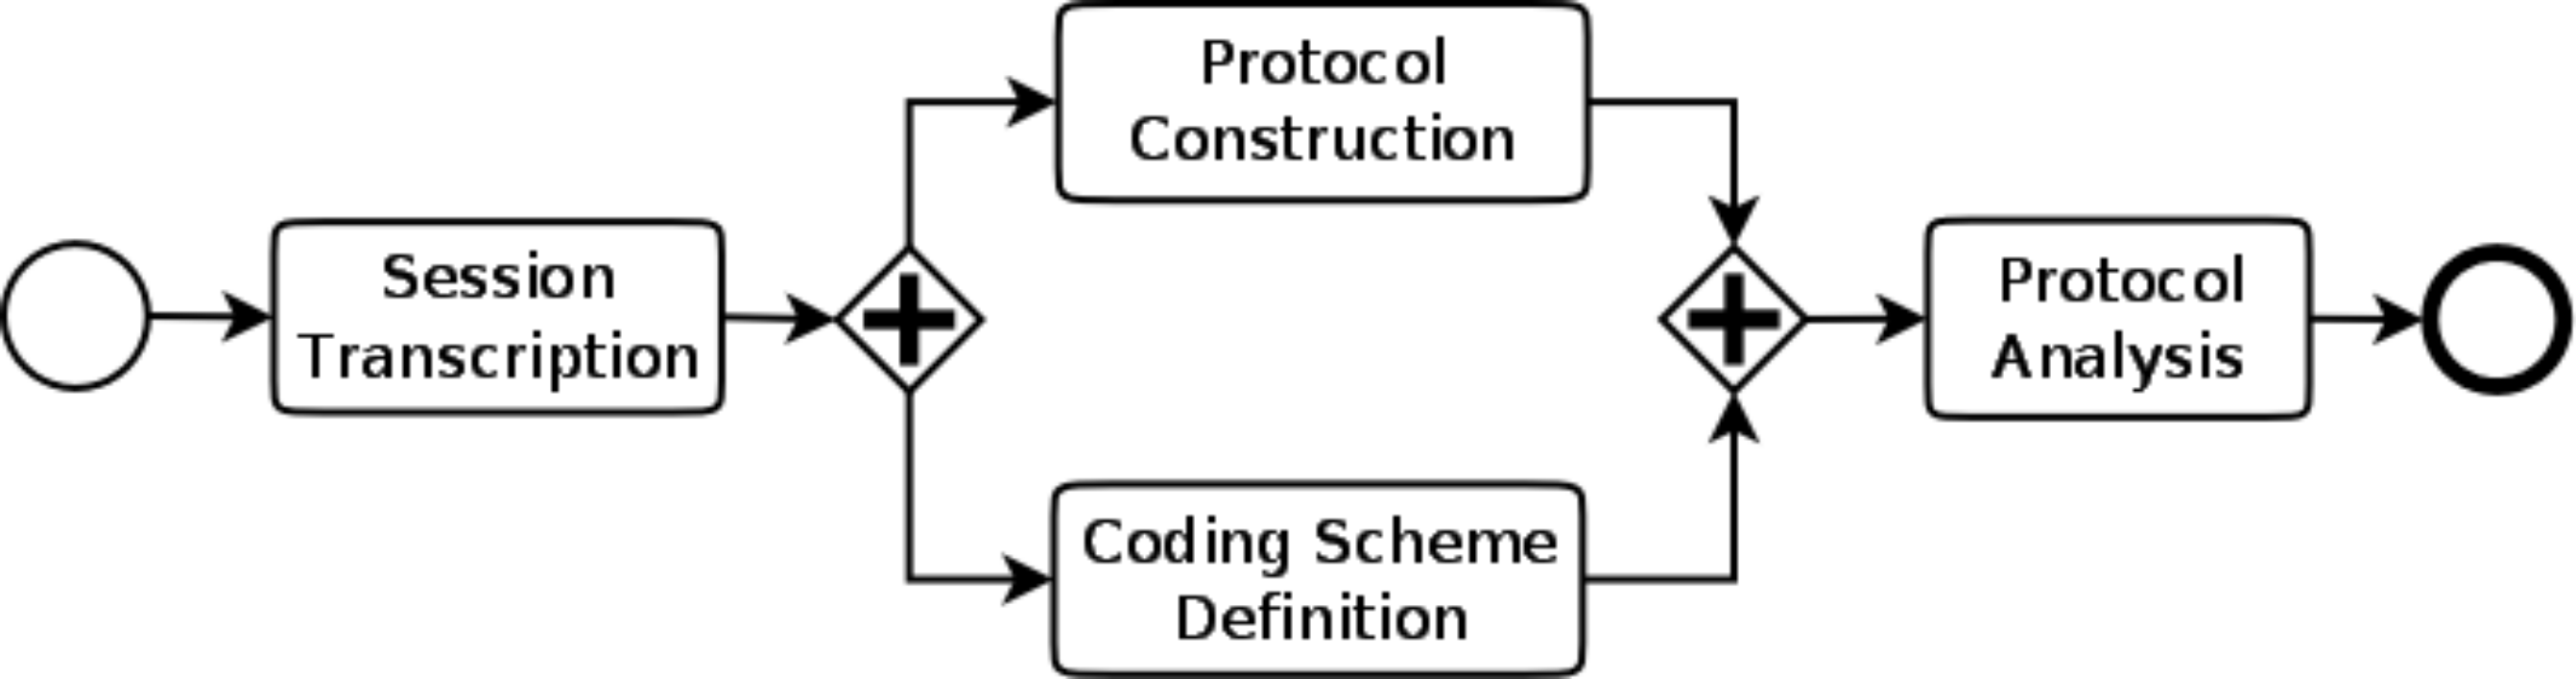 Session
Transcription
Protocol
Construction
Coding Scheme
Definition
Protocol
Analysis